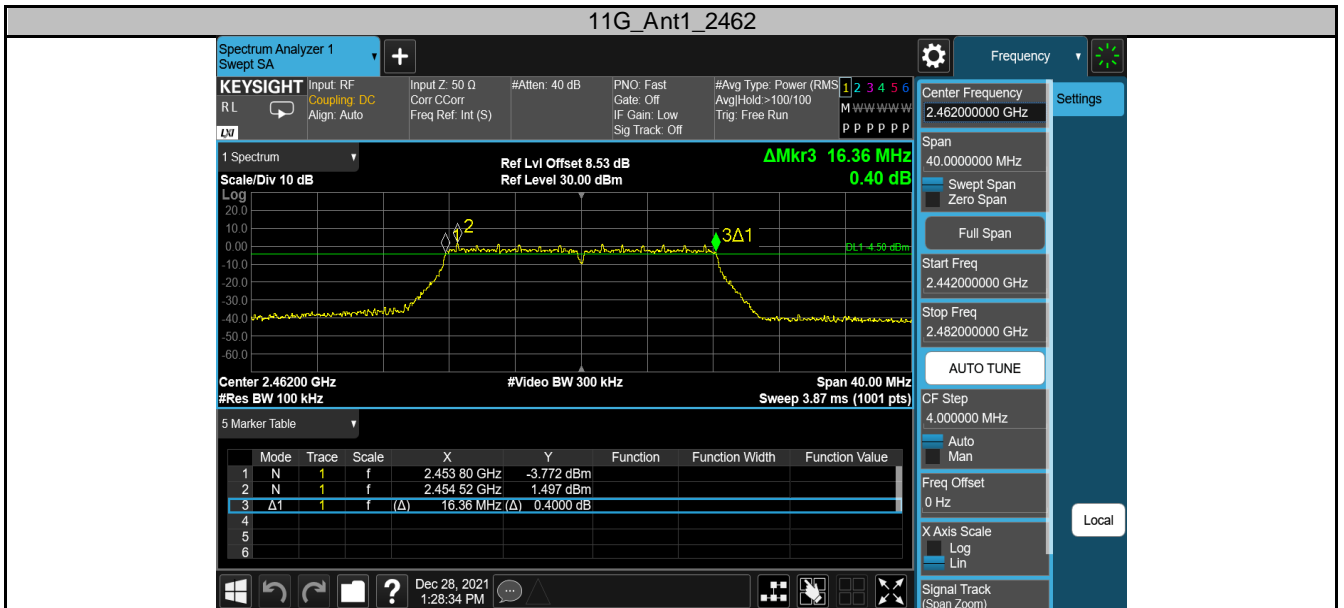 11G_Ant1_2462
Spectrum Analyzer 1
Swept SA
Frequency
KEYSIGHT
Input: RF
Coupling: DC
Align: Auto
R L
LXI
Input Z: 50 Ω
Corr CCorr
Freq Ref: Int (S)
#Atten: 40 dB
PNO: Fast
Gate: Off
IF Gain: Low
Sig Track: Off
#Avg Type: Power (RMS
Avg|Hold:>100/100
Trig: Free Run
1 2 3 4 5 6
M W W W W W
P P P P P P
Center Frequency
2.462000000 GHz
Settings
Span
40.0000000 MHz
Swept Span
Zero Span
Full Span
Start Freq
2.442000000 GHz
Stop Freq
2.482000000 GHz
AUTO TUNE
CF Step
4.000000 MHz
Auto
Man
Freq Offset
0 Hz
X Axis Scale
Log
Lin
Signal Track
(Span Zoom)
Local
1 Spectrum
Scale/Div 10 dB
Ref Lvl Offset 8.53 dB
Ref Level 30.00 dBm
ΔMkr3 16.36 MHz
0.40 dB
Log
20.0
10.0
0.00
-10.0
-20.0
-30.0
-40.0
-50.0
-60.0
2
3Δ1
DL1 -4.50 dBm
Center 2.46200 GHz
#Res BW 100 kHz
#Video BW 300 kHz
Span 40.00 MHz
Sweep 3.87 ms (1001 pts)
5 Marker Table
Mode Trace Scale X Y Function Function Width Function Value
1 N 1 f 2.453 80 GHz -3.772 dBm
2 N 1 f 2.454 52 GHz 1.497 dBm
3 Δ1 1 f (Δ) 16.36 MHz (Δ) 0.4000 dB
4
5
6
?
Dec 28, 2021
1:28:34 PM